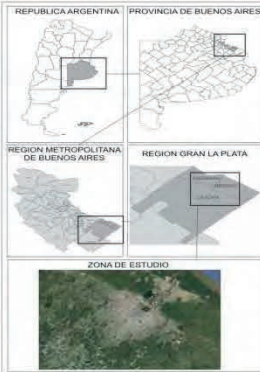 REPUBLICA ARGENTINA
PROVINCIA DE BUENOS AIRES
REGION METROPOLITANA
DE BUENOS AIRES
REGION GRAN LA PLATA
ZONA DE ESTUDIO